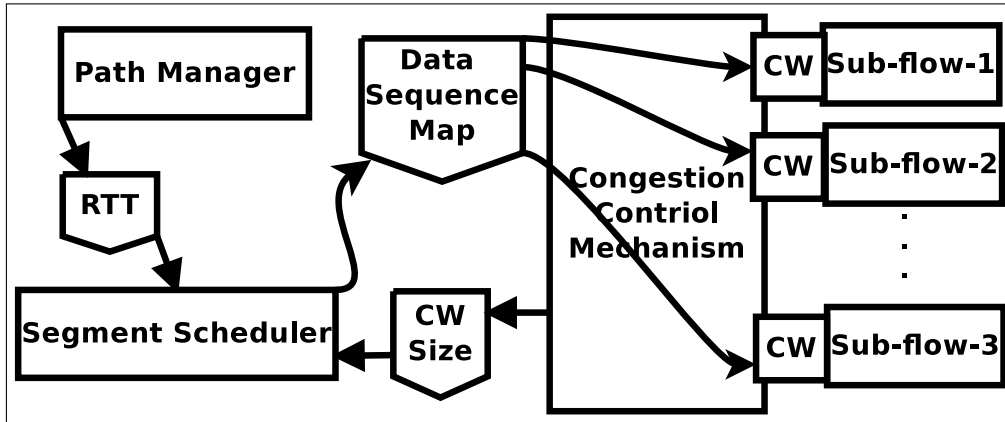 Path Manager
RTT
Segment Scheduler
Data
Sequence
Map
CW
Size
Congestion
Contriol
Mechanism
CW
Sub-flow-1
CW
Sub-flow-2
.
.
.
CW
Sub-flow-3